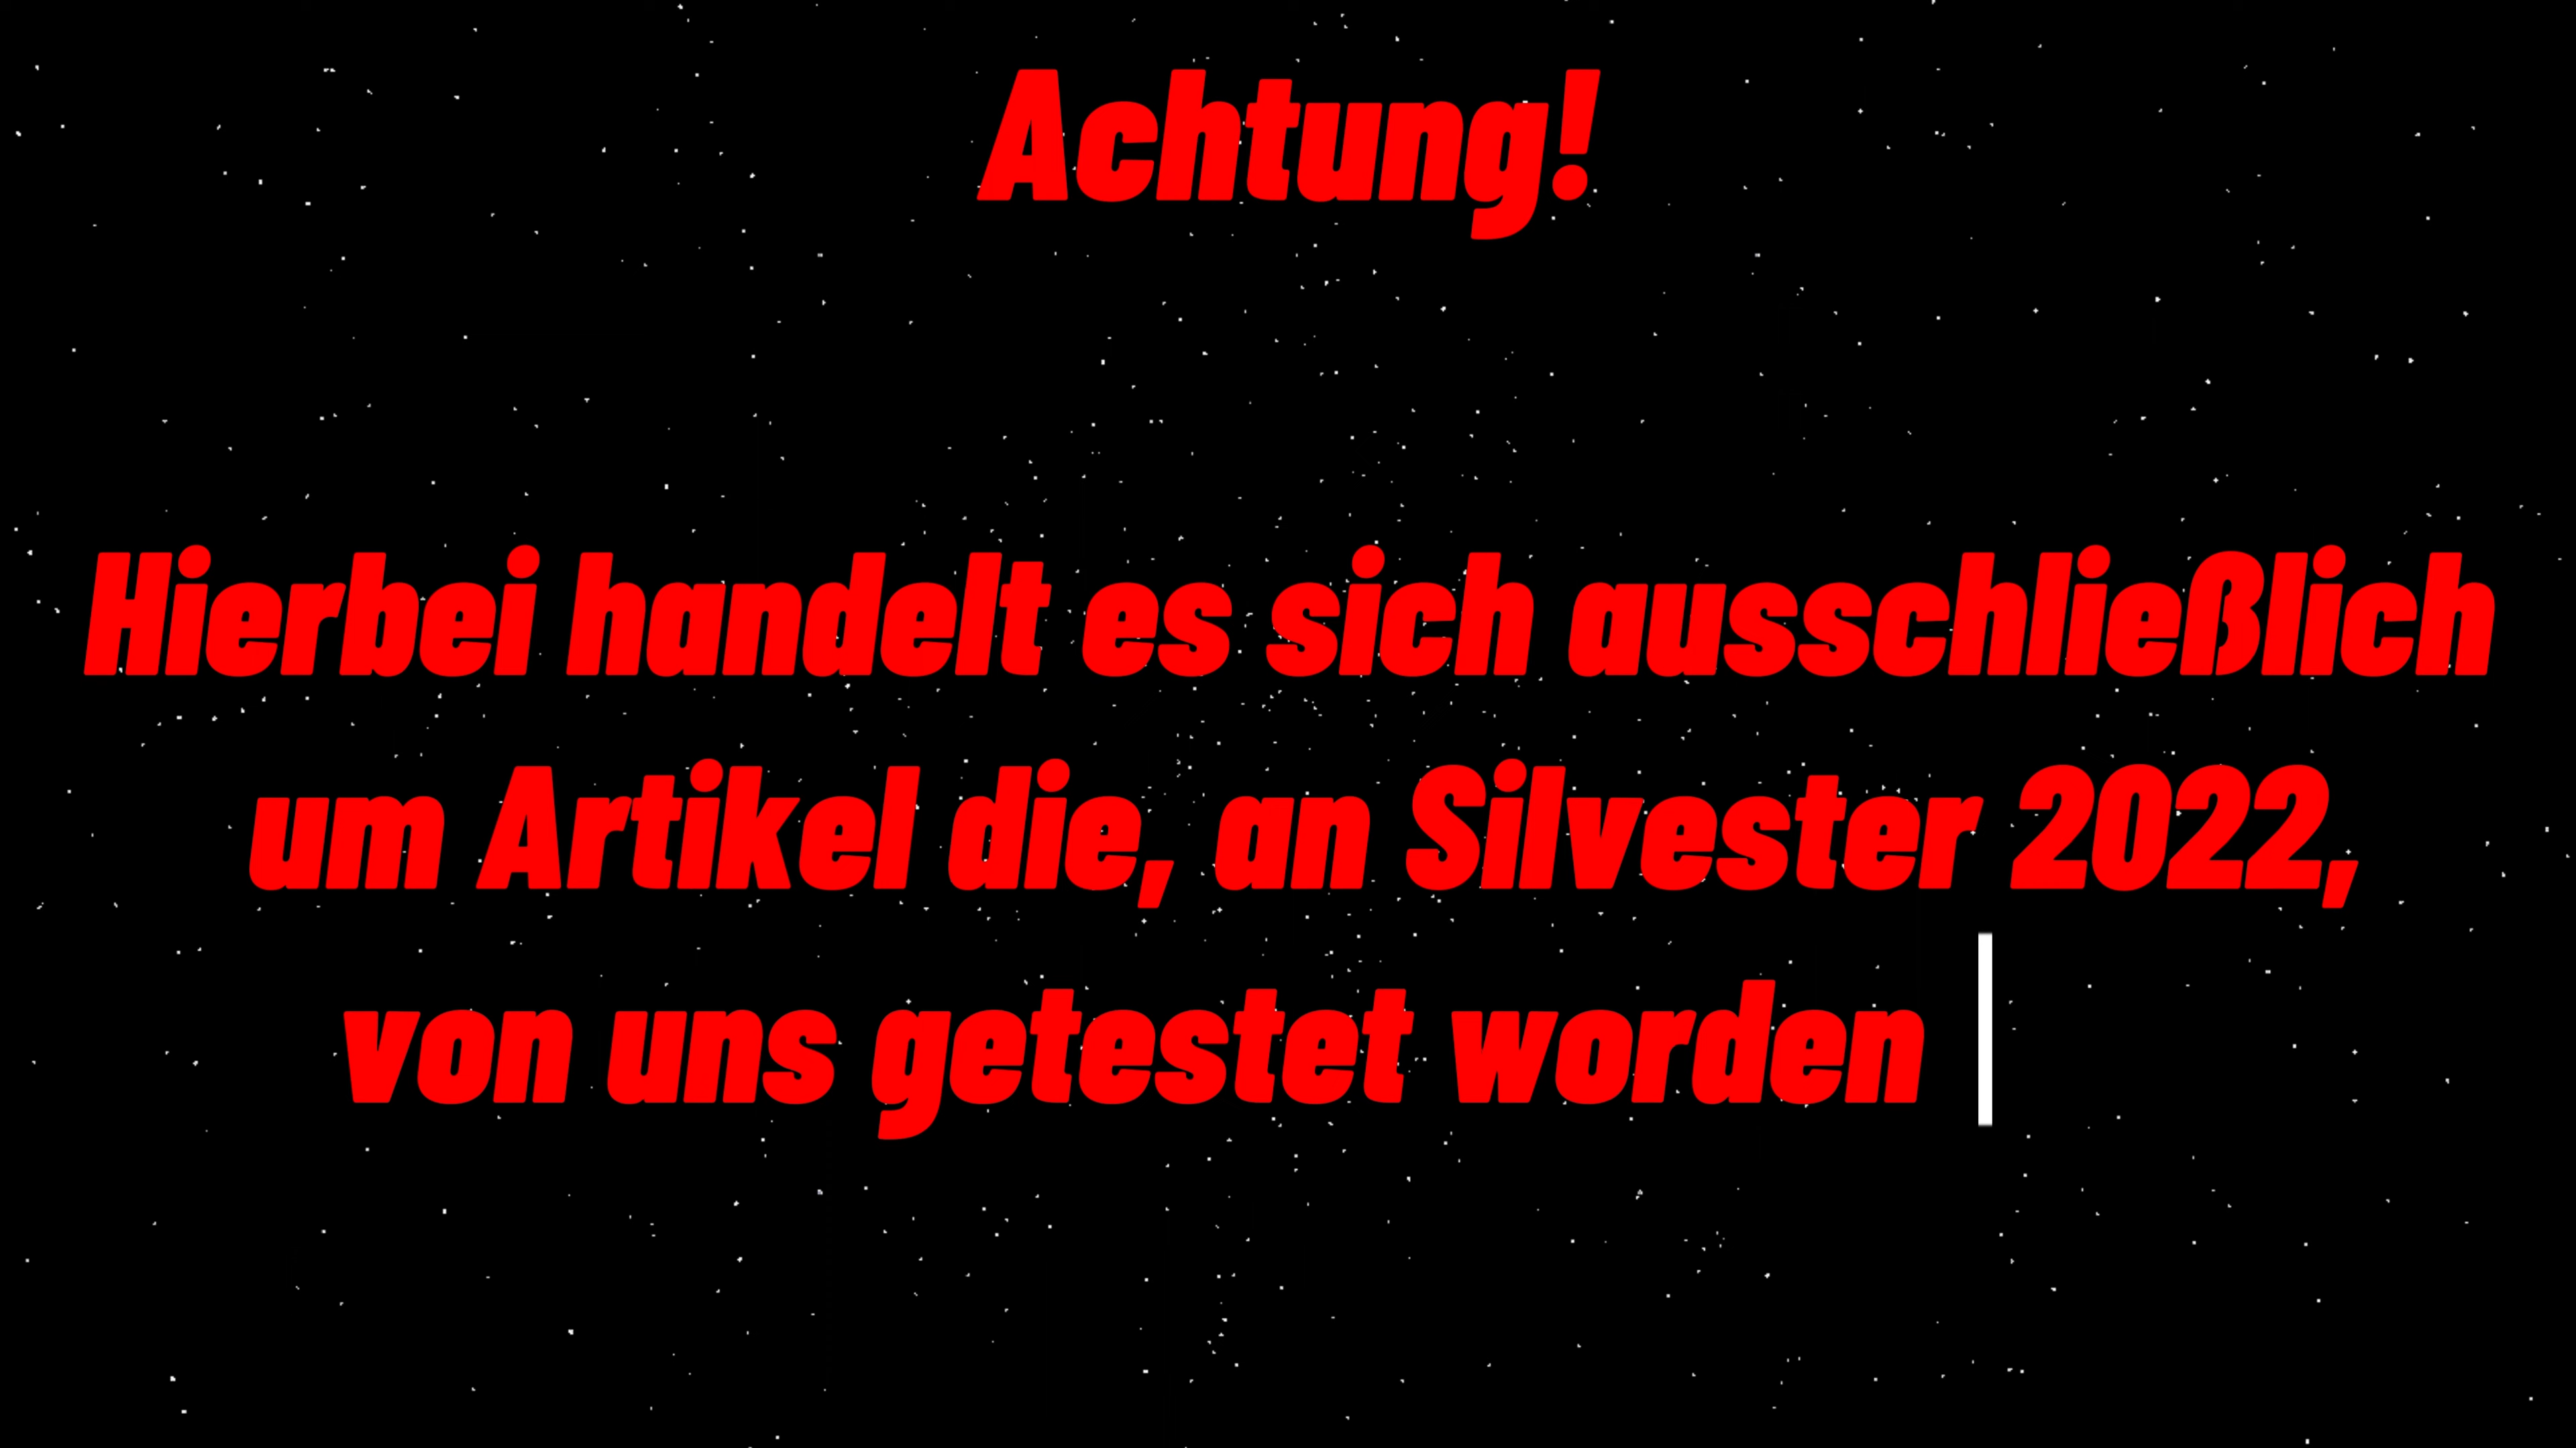 Achtung!
Hierbei handelt es sich ausschließlich
um Artikel die, an Silvester 2022,
von uns getestet worden